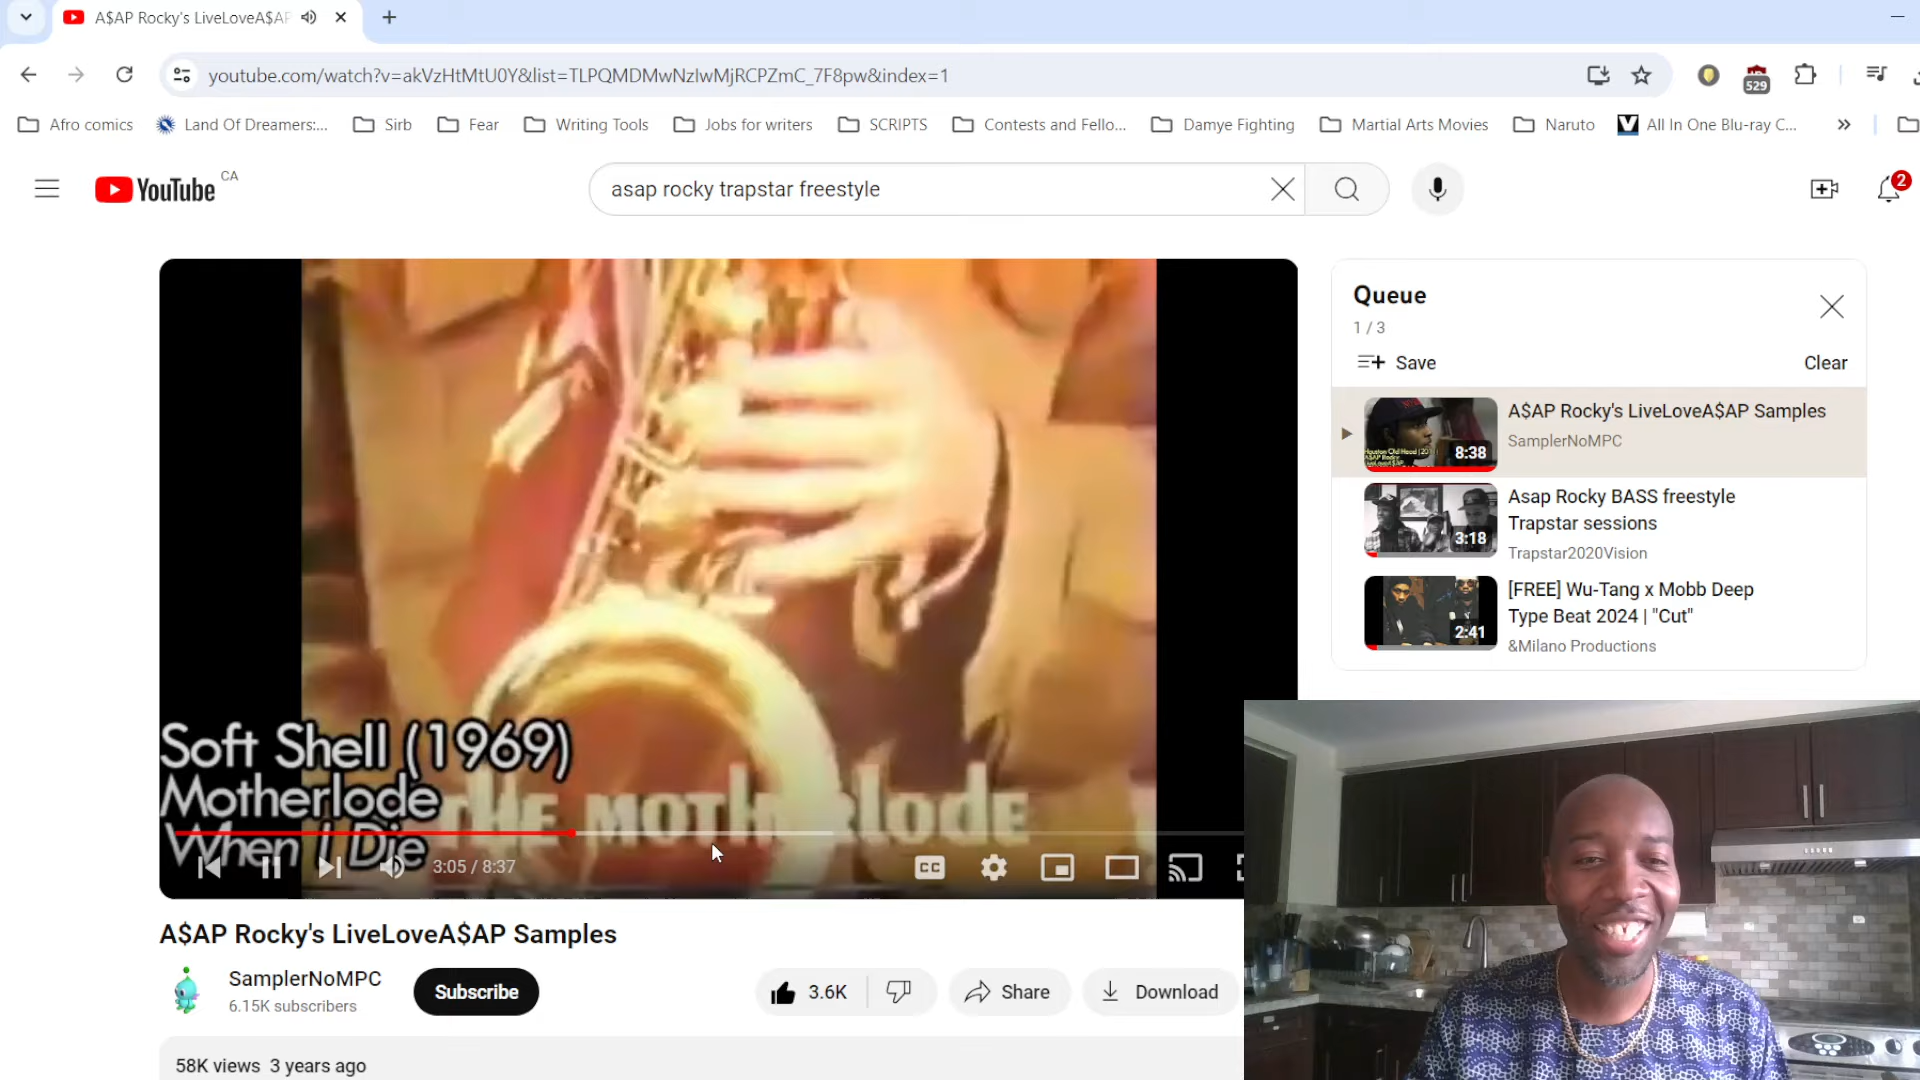 A$AP Rocky's LiveLoveA$AP
youtube.com/watch?v=akVzHtMtU0Y&list=TLPQMDMwNzIwMjRCPZmC_7F8pw&index=1
529
Afro comics
Land Of Dreamers:...
Sirb
Fear
Writing Tools
Jobs for writers
SCRIPTS
Contests and Fello...
Damye Fighting
Martial Arts Movies
Naruto
All In One Blu-ray C...
YouTube CA
asap rocky trapstar freestyle
2
Soft Shell (1969)
Motherlode
When I Die
THE MOTHERLODE
3:05 / 8:37
CC
Queue
1 / 3
Save
Clear
A$AP Rocky's LiveLoveA$AP Samples
SamplerNoMPC
8:38
Asap Rocky BASS freestyle
Trapstar sessions
Trapstar2020Vision
3:18
[FREE] Wu-Tang x Mobb Deep
Type Beat 2024 | "Cut"
&Milano Productions
2:41
A$AP Rocky's LiveLoveA$AP Samples
SamplerNoMPC
6.15K subscribers
Subscribe
3.6K
Share
Download
58K views 3 years ago